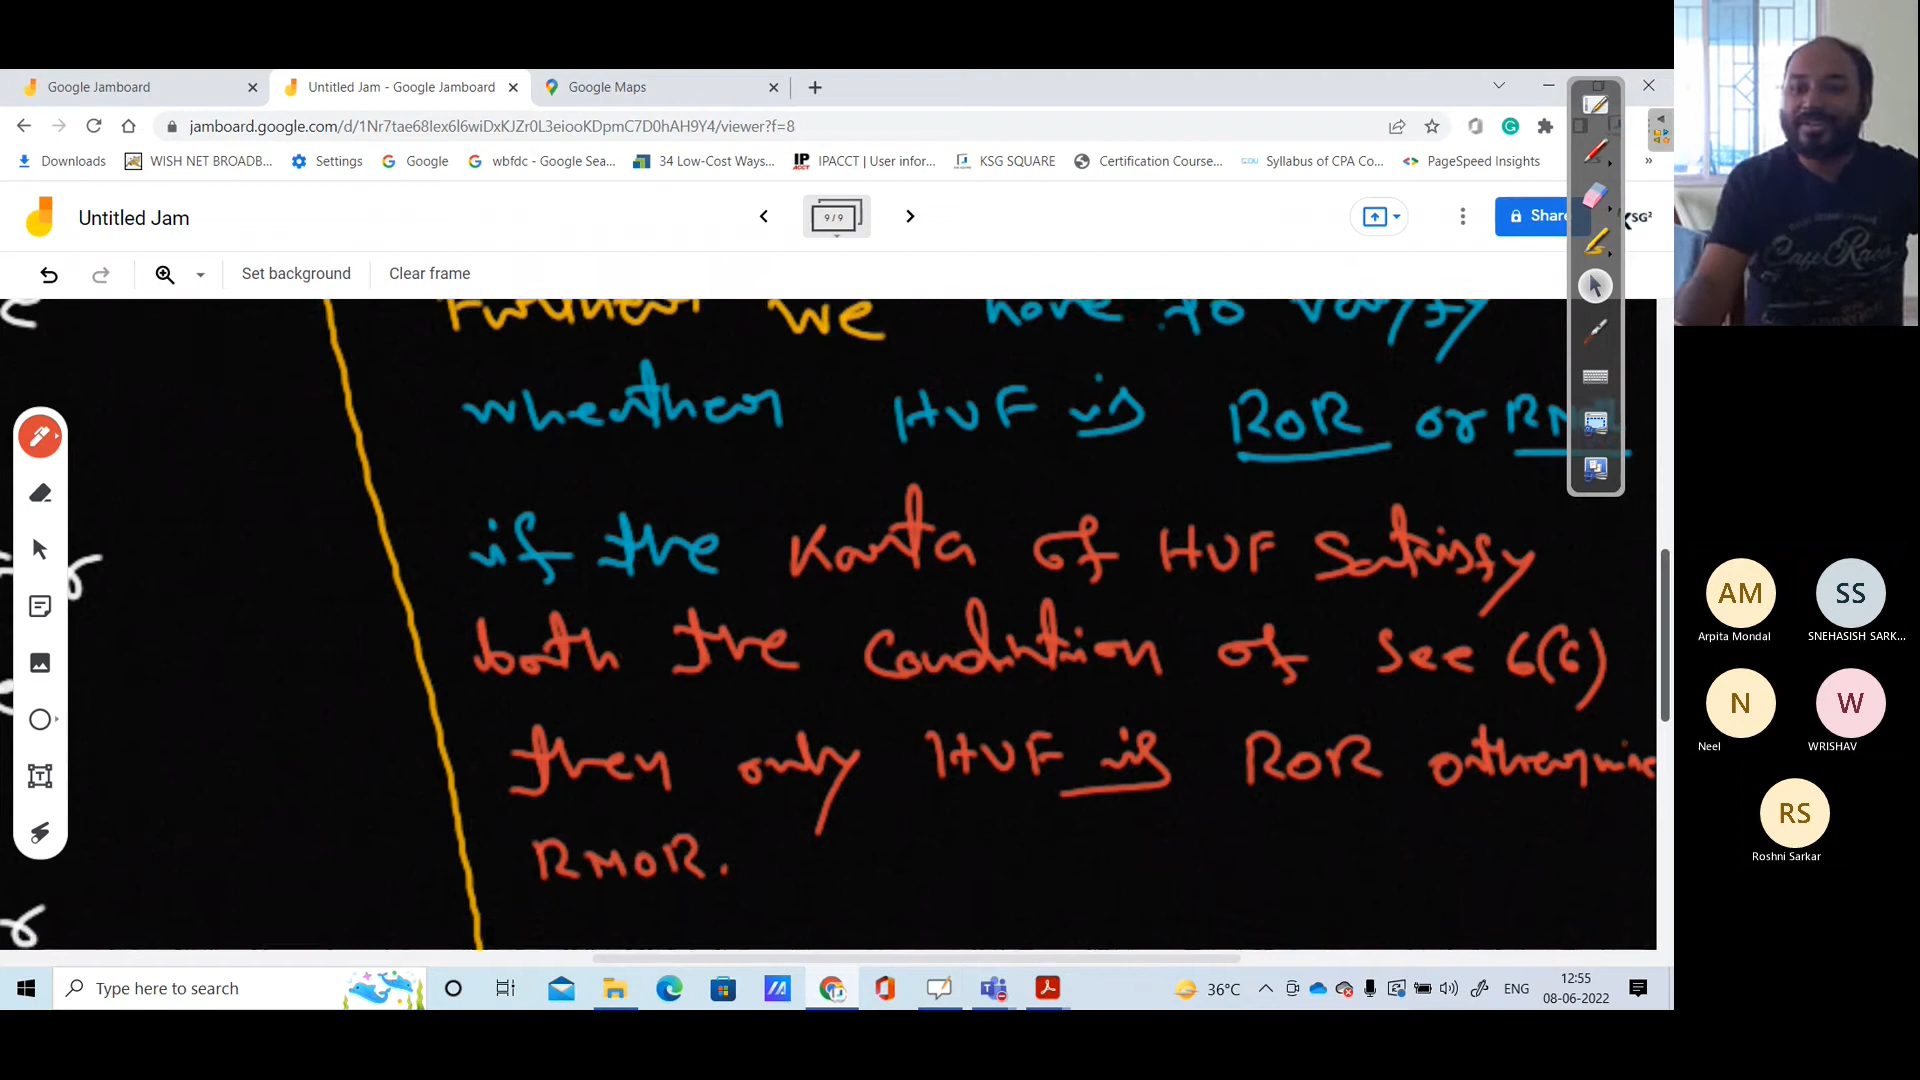 Google Jamboard
Untitled Jam - Google Jamboard
Google Maps
jamboard.google.com/d/1Nr7tae68Iex6l6wiDxKJZr0L3eiooKDpmC7D0hAH9Y4/viewer?f=8
Downloads
WISH NET BROADB...
Settings
Google
wbfdc - Google Sea...
34 Low-Cost Ways...
IPACCT | User infor...
KSG SQUARE
Certification Course...
Syllabus of CPA Co...
PageSpeed Insights
»
Untitled Jam
9 / 9
Share
KSG²
Set background
Clear frame
Further we have to verify
wheather HUF is ROR or
if the Karta of HUF Satisfy
both the Condition of Sec 6(6)
then only HUF is ROR otherwise
RNOR.
AM
Arpita Mondal
SS
SNEHASISH SARK...
N
Neel
W
WRISHAV
RS
Roshni Sarkar
Type here to search
36°C
ENG
12:55
08-06-2022